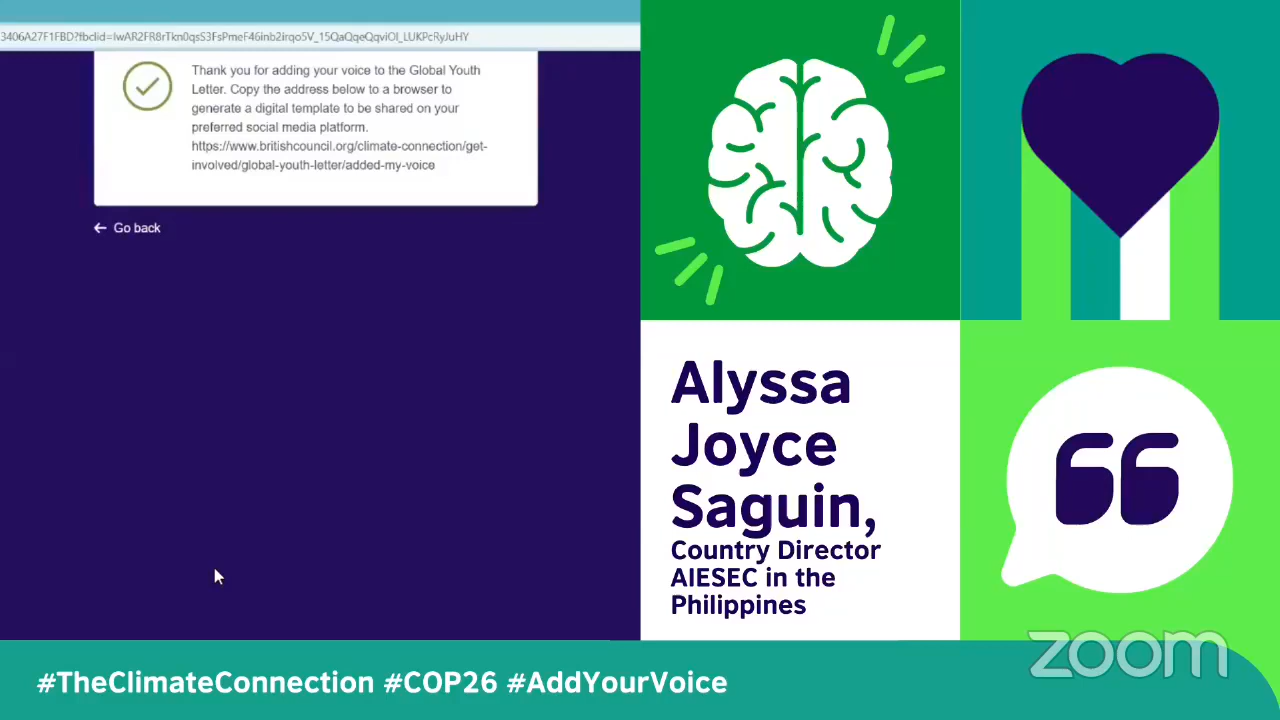 Thank you for adding your voice to the Global Youth
Letter. Copy the address below to a browser to
generate a digital template to be shared on your
preferred social media platform.
https://www.britishcouncil.org/climate-connection/get-
involved/global-youth-letter/added-my-voice
Go back
Alyssa
Joyce
Saguin,
Country Director
AIESEC in the
Philippines
#TheClimateConnection #COP26 #AddYourVoice
zoom